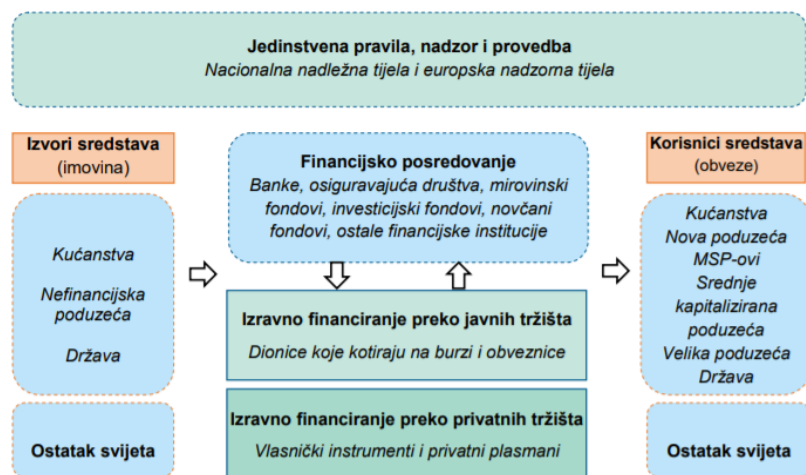 Jedinstvena pravila, nadzor i provedba
Nacionalna nadležna tijela i europska nadzorna tijela
Izvori sredstava
(imovina)
Kućanstva
Nefinancijska
poduzeća
Država
Ostatak svijeta
Financijsko posredovanje
Banke, osiguravajuća društva, mirovinski
fondovi, investicijski fondovi, novčani
fondovi, ostale financijske institucije
Izravno financiranje preko javnih tržišta
Dionice koje kotiraju na burzi i obveznice
Izravno financiranje preko privatnih tržišta
Vlasnički instrumenti i privatni plasmani
Korisnici sredstava
(obveze)
Kućanstva
Nova poduzeća
MSP-ovi
Srednje
kapitalizirana
poduzeća
Velika poduzeća
Država
Ostatak svijeta